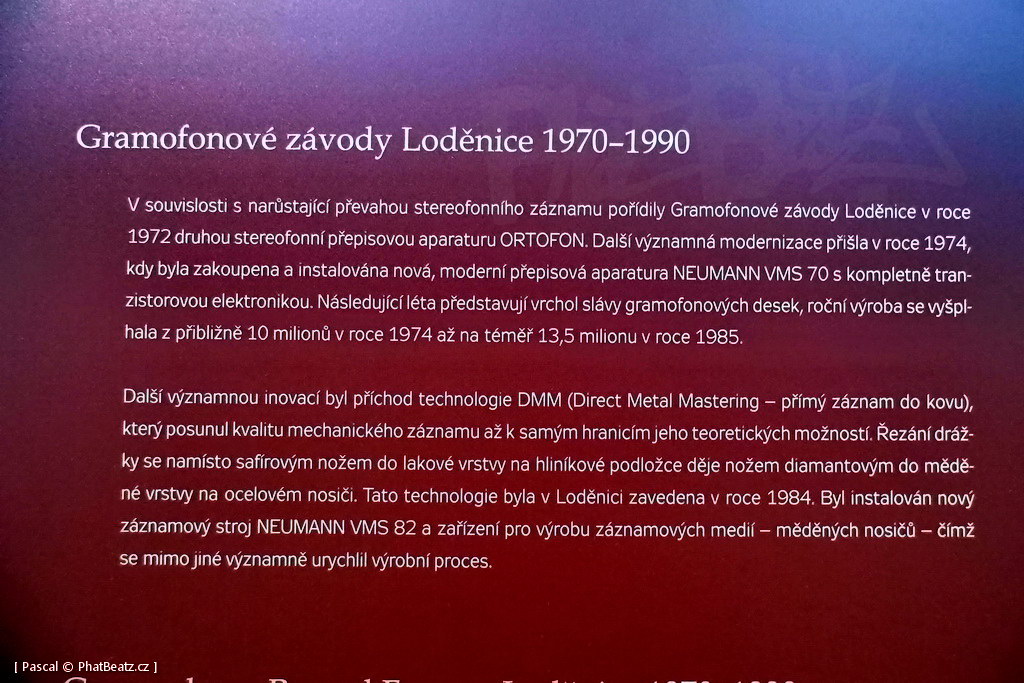 Gramofonové závody Loděnice 1970–1990
V souvislosti s narůstající převahou stereofonního záznamu pořídily Gramofonové závody Loděnice v roce
1972 druhou stereofonní přepisovou aparaturu ORTOFON. Další významná modernizace přišla v roce 1974,
kdy byla zakoupena a instalována nová, moderní přepisová aparatura NEUMANN VMS 70 s kompletně tran-
zistorovou elektronikou. Následující léta představují vrchol slávy gramofonových desek, roční výroba se vyšpl-
hala z přibližně 10 milionů v roce 1974 až na téměř 13,5 milionu v roce 1985.
Další významnou inovací byl příchod technologie DMM (Direct Metal Mastering – přímý záznam do kovu),
který posunul kvalitu mechanického záznamu až k samým hranicím jeho teoretických možností. Řezání dráž-
ky se namísto safírovým nožem do lakové vrstvy na hliníkové podložce děje nožem diamantovým do mědě-
né vrstvy na ocelovém nosiči. Tato technologie byla v Loděnici zavedena v roce 1984. Byl instalován nový
záznamový stroj NEUMANN VMS 82 a zařízení pro výrobu záznamových medií – měděných nosičů – čímž
se mimo jiné významně urychlil výrobní proces.
[ Pascal © PhatBeatz.cz ]